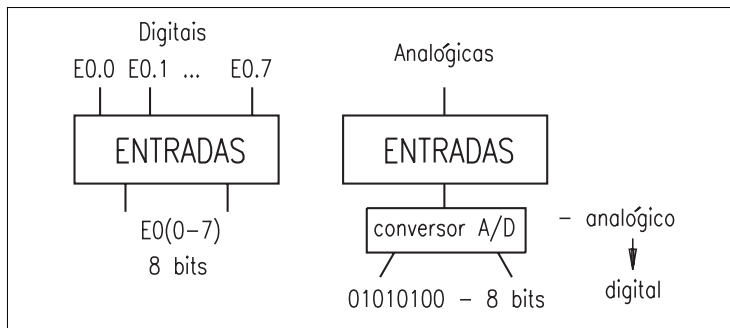 Digitais
E0.0 E0.1 ... E0.7
ENTRADAS
E0(0-7)
8 bits
Analógicas
ENTRADAS
conversor A/D
01010100 - 8 bits
- analógico
digital